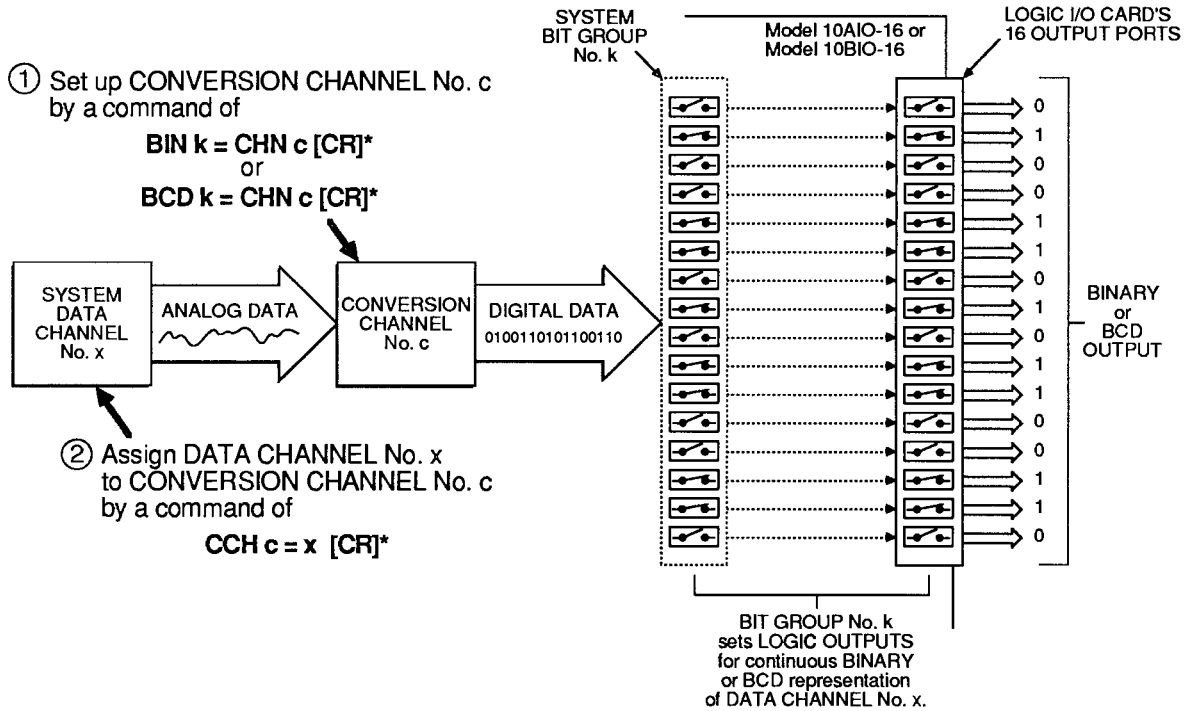 SYSTEM
BIT GROUP
No. k
Model 10AIO-16 or
Model 10BIO-16
LOGIC I/O CARD'S
16 OUTPUT PORTS
① Set up CONVERSION CHANNEL No. c
by a command of
BIN k = CHN c [CR]*
or
BCD k = CHN c [CR]*
SYSTEM
DATA
CHANNEL
No. x
ANALOG DATA
CONVERSION
CHANNEL
No. c
DIGITAL DATA
0100110101100110
② Assign DATA CHANNEL No. x
to CONVERSION CHANNEL No. c
by a command of
CCH c = x [CR]*
0
1
0
0
1
1
0
1
0
1
1
0
0
1
1
0
BINARY
or
BCD
OUTPUT
BIT GROUP No. k
sets LOGIC OUTPUTS
for continuous BINARY
or BCD representation
of DATA CHANNEL No. x.